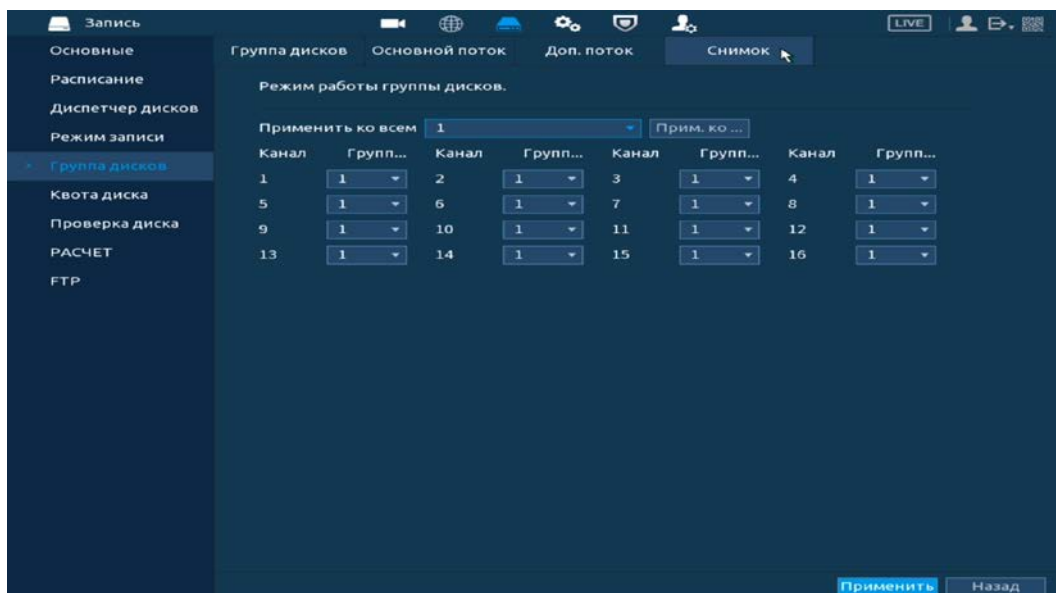 Запись LIVE
Основные
Расписание
Диспетчер дисков
Режим записи
Группа дисков
Квота диска
Проверка диска
РАСЧЕТ
FTP
Группа дисков Основной поток Доп. поток Снимок
Режим работы группы дисков.
Применить ко всем 1 Прим. ко ...
Канал Групп... Канал Групп... Канал Групп... Канал Групп...
1 1 2 1 3 1 4 1
5 1 6 1 7 1 8 1
9 1 10 1 11 1 12 1
13 1 14 1 15 1 16 1
Применить Назад